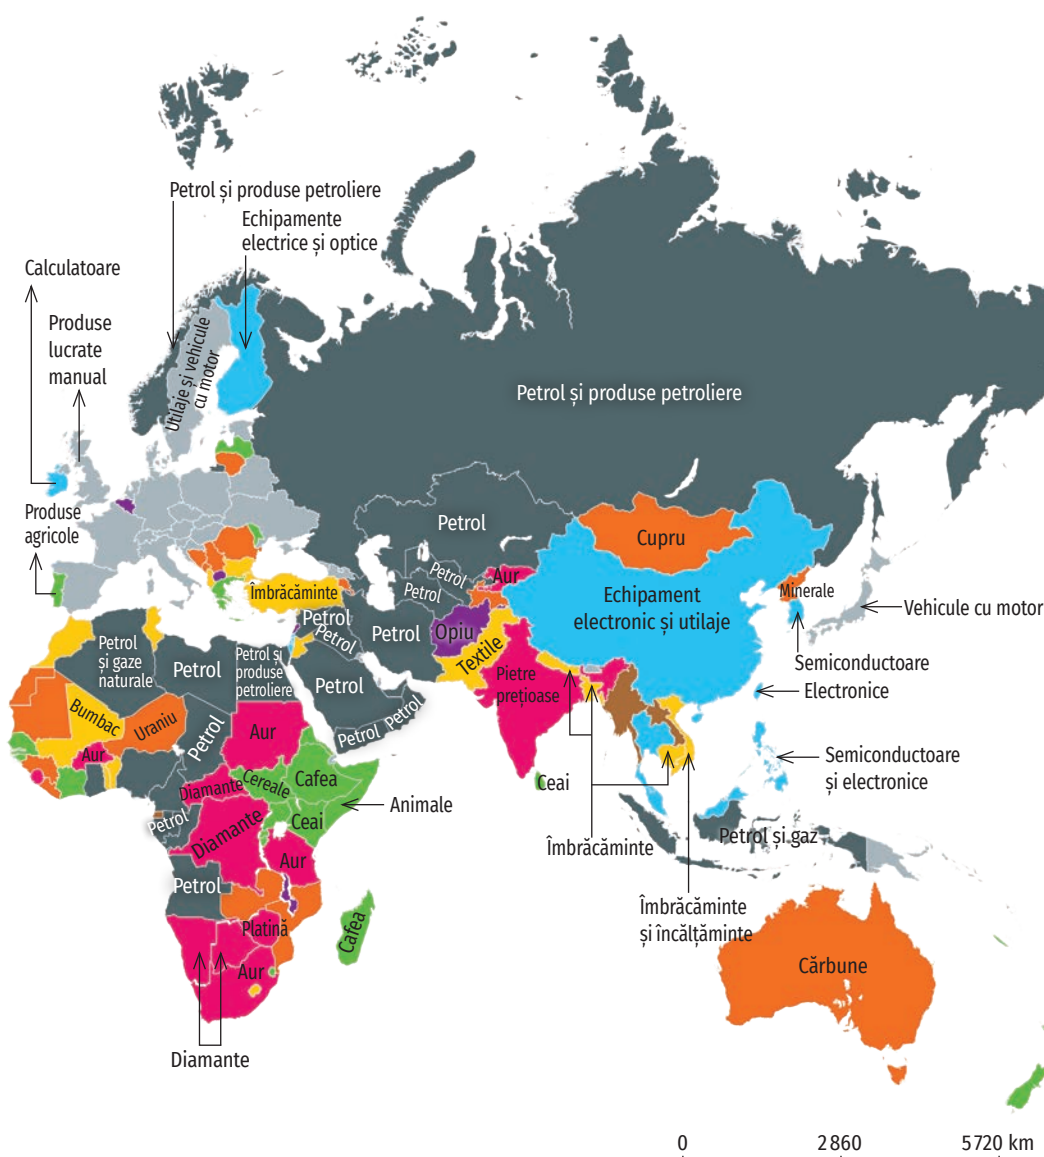 Petrol și produse petroliere
Echipamente
electrice și optice
Calculatoare
Produse
lucrate
manual
Utilaje și vehicule
cu motor
Petrol și produse petroliere
Produse
agricole
Petrol
Cupru
Petrol
Aur
Petrol
Minerale
Îmbrăcăminte
Echipament
electronic și utilaje
Vehicule cu motor
Petrol
Petrol
Petrol
Opiu
Textile
Petrol
și gaze
naturale
Petrol
Petrol și
produse
petroliere
Petrol
Pietre
prețioase
Semiconductoare
Electronice
Bumbac
Uraniu
Petrol
Aur
Petrol
Petrol
Aur
Semiconductoare
și electronice
Diamante
Cereale
Cafea
Ceai
Animale
Petrol
Diamante
Ceai
Petrol și gaz
Îmbrăcăminte
Aur
Petrol
Îmbrăcăminte
și încălțăminte
Platină
Cafea
Aur
Cărbune
Diamante
0 2 860 5 720 km